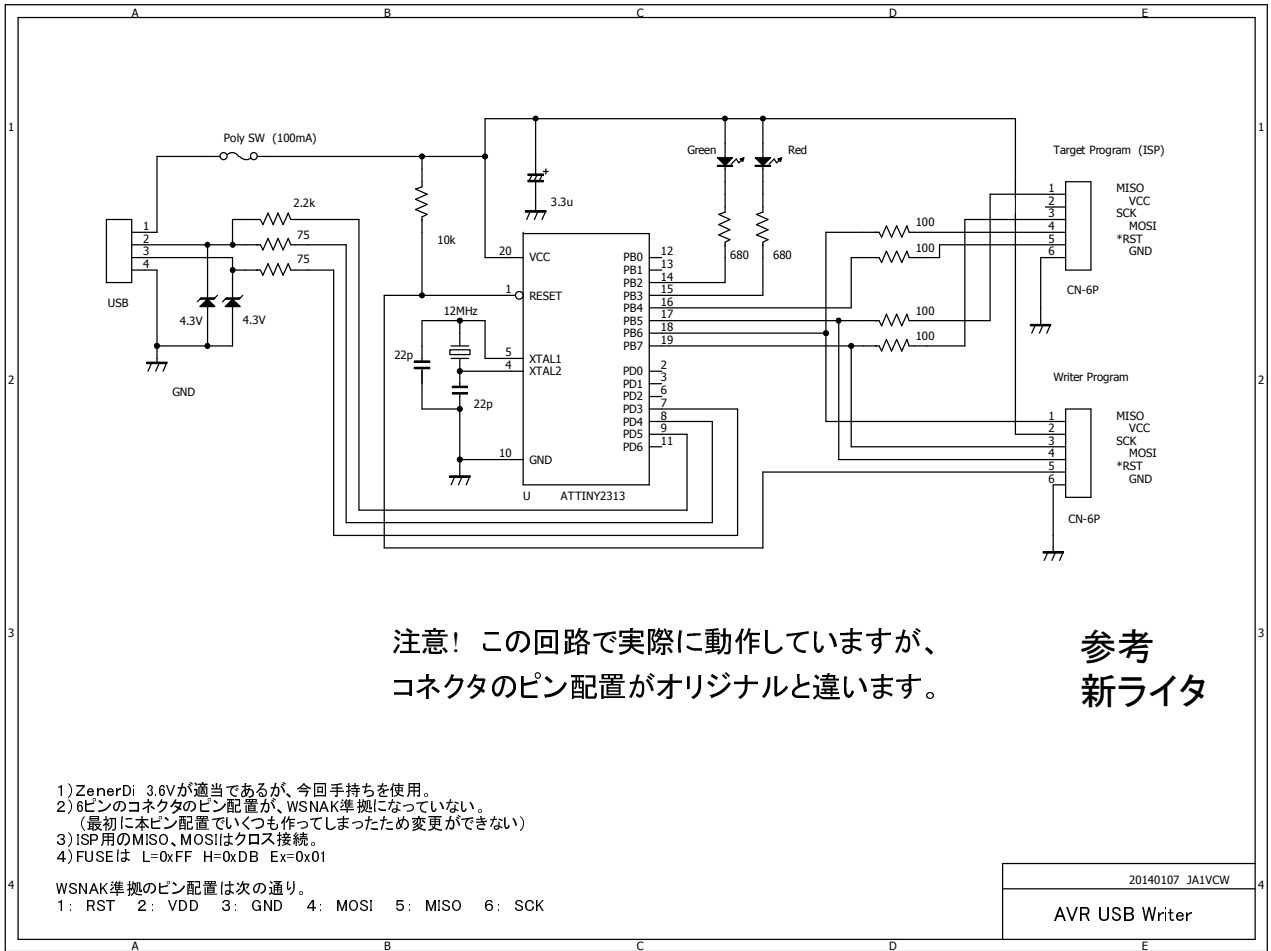 A B C D E
1 1
Poly SW (100mA)
Green
Red
Target Program (ISP)
2.2k
75
75
10k
3.3u
680
680
100
100
100
100
1
2
3
4
USB
4.3V
4.3V
GND
12MHz
22p
22p
20 VCC
1 RESET
5 XTAL1
4 XTAL2
10 GND
PB0 12
PB1 13
PB2 14
PB3 15
PB4 16
PB5 17
PB6 18
PB7 19
PD0 2
PD1 3
PD2 6
PD3 7
PD4 8
PD5 9
PD6 11
U ATTINY2313
1 MISO
2 VCC
3 SCK
4 MOSI
5 *RST
6 GND
CN-6P
2 2
Writer Program
1 MISO
2 VCC
3 SCK
4 MOSI
5 *RST
6 GND
CN-6P
3 3
注意! この回路で実際に動作していますが、
コネクタのピン配置がオリジナルと違います。
参考
新ライタ
1)ZenerDi 3.6Vが適当であるが、今回手持ちを使用。
2)6ピンのコネクタのピン配置が、WSNAK準拠になっていない。
(最初に本ピン配置でいくつも作ってしまったため変更ができない)
3)ISP用のMISO、MOSIはクロス接続。
4)FUSEは L=0xFF H=0xDB Ex=0x01
WSNAK準拠のピン配置は次の通り。
1: RST 2: VDD 3: GND 4: MOSI 5: MISO 6: SCK
4 4
20140107 JA1VCW
AVR USB Writer
A B C D E